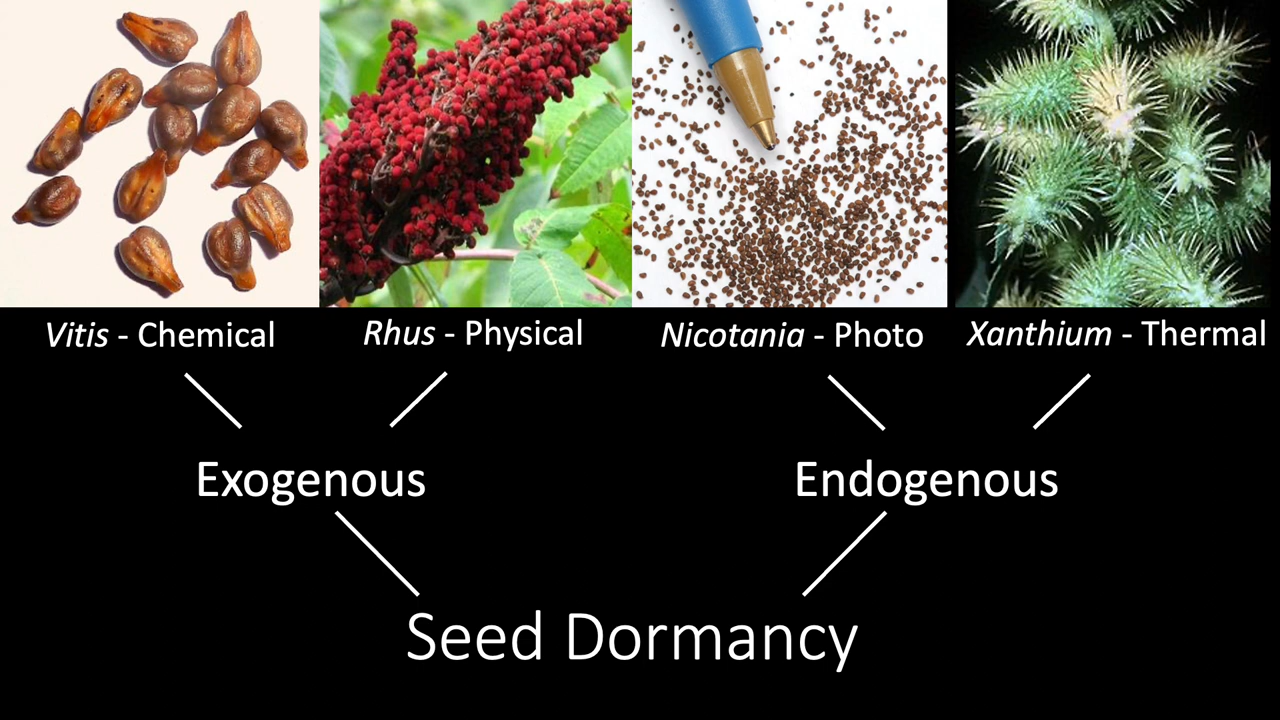 Vitis - Chemical
Rhus - Physical
Nicotania - Photo
Xanthium - Thermal
Exogenous
Endogenous
Seed Dormancy